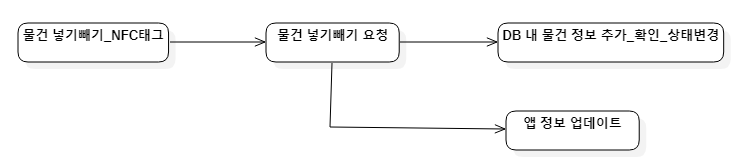 물건 넣기빼기_NFC태그
물건 넣기빼기 요청
DB 내 물건 정보 추가_확인_상태변경
앱 정보 업데이트